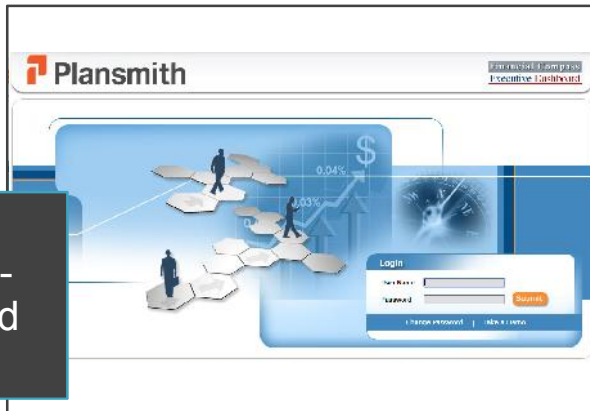 Plansmith
Financial Compass
Executive Dashboard
$
0.04%
0.03%
-
d
Login
User Name
Password
Submit
Change Password | Take a Demo